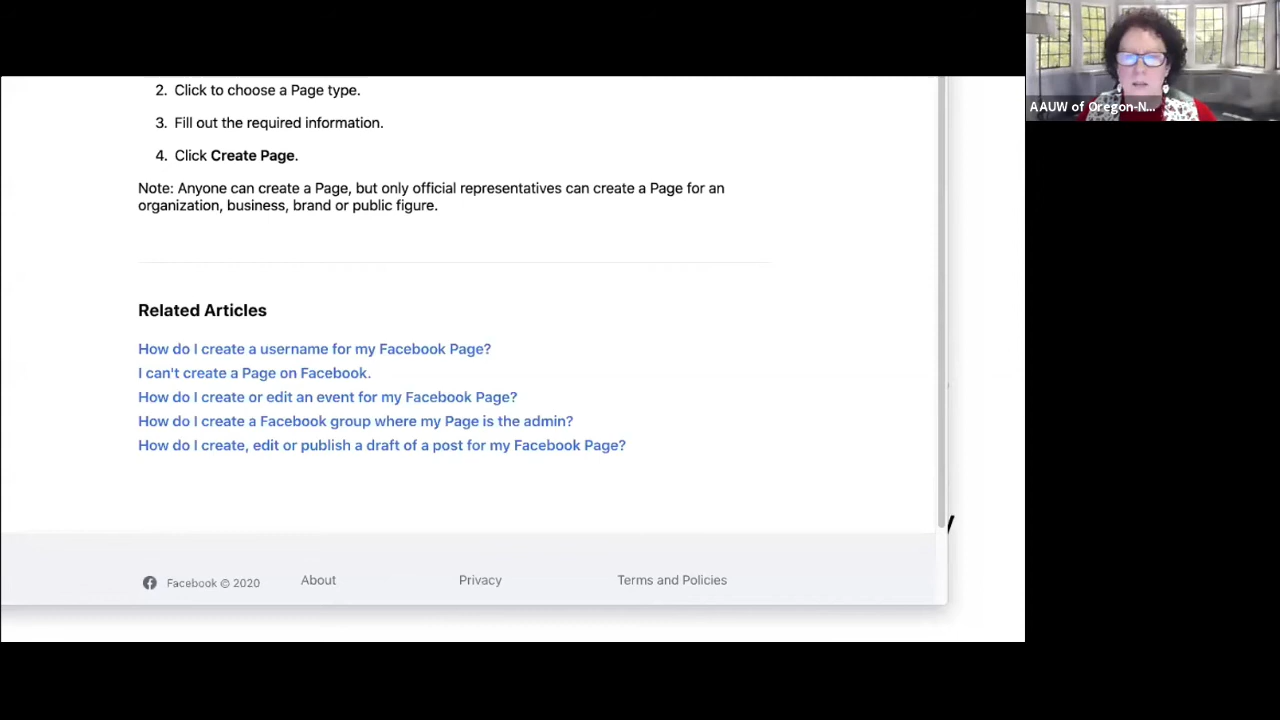 2. Click to choose a Page type.
AAUW of Oregon-N...
3. Fill out the required information.
4. Click Create Page.
Note: Anyone can create a Page, but only official representatives can create a Page for an
organization, business, brand or public figure.
Related Articles
How do I create a username for my Facebook Page?
I can't create a Page on Facebook.
How do I create or edit an event for my Facebook Page?
How do I create a Facebook group where my Page is the admin?
How do I create, edit or publish a draft of a post for my Facebook Page?
Facebook © 2020 About Privacy Terms and Policies